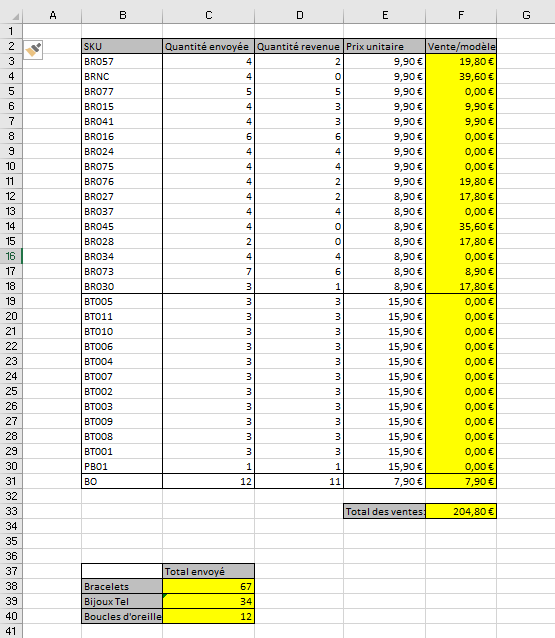 A B C D E F G
1
2 SKU Quantité envoyée Quantité revenue Prix unitaire Vente/modèle
3 BR057 4 2 9,90 € 19,80 €
4 BRNC 4 0 9,90 € 39,60 €
5 BR077 5 5 9,90 € 0,00 €
6 BR015 4 3 9,90 € 9,90 €
7 BR041 4 3 9,90 € 9,90 €
8 BR016 6 6 9,90 € 0,00 €
9 BR024 4 4 9,90 € 0,00 €
10 BR075 4 4 9,90 € 0,00 €
11 BR076 4 2 9,90 € 19,80 €
12 BR027 4 2 8,90 € 17,80 €
13 BR037 4 4 8,90 € 0,00 €
14 BR045 4 0 8,90 € 35,60 €
15 BR028 2 0 8,90 € 17,80 €
16 BR034 4 4 8,90 € 0,00 €
17 BR073 7 6 8,90 € 8,90 €
18 BR030 3 1 8,90 € 17,80 €
19 BT005 3 3 15,90 € 0,00 €
20 BT011 3 3 15,90 € 0,00 €
21 BT010 3 3 15,90 € 0,00 €
22 BT006 3 3 15,90 € 0,00 €
23 BT004 3 3 15,90 € 0,00 €
24 BT007 3 3 15,90 € 0,00 €
25 BT002 3 3 15,90 € 0,00 €
26 BT003 3 3 15,90 € 0,00 €
27 BT009 3 3 15,90 € 0,00 €
28 BT008 3 3 15,90 € 0,00 €
29 BT001 3 3 15,90 € 0,00 €
30 PB01 1 1 15,90 € 0,00 €
31 BO 12 11 7,90 € 7,90 €
32
33 Total des ventes: 204,80 €
34
35
36
37 Total envoyé
38 Bracelets 67
39 Bijoux Tel 34
40 Boucles d'oreille 12
41